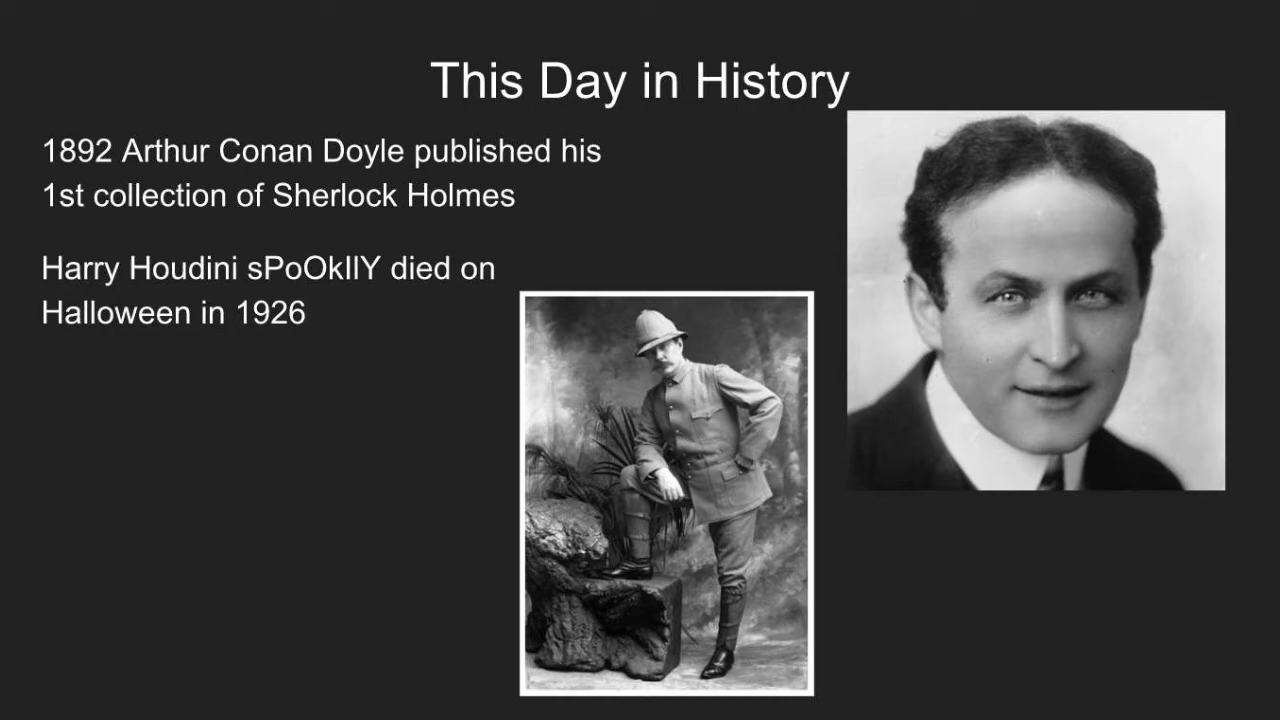 This Day in History
1892 Arthur Conan Doyle published his
1st collection of Sherlock Holmes
Harry Houdini sPoOkIlY died on
Halloween in 1926